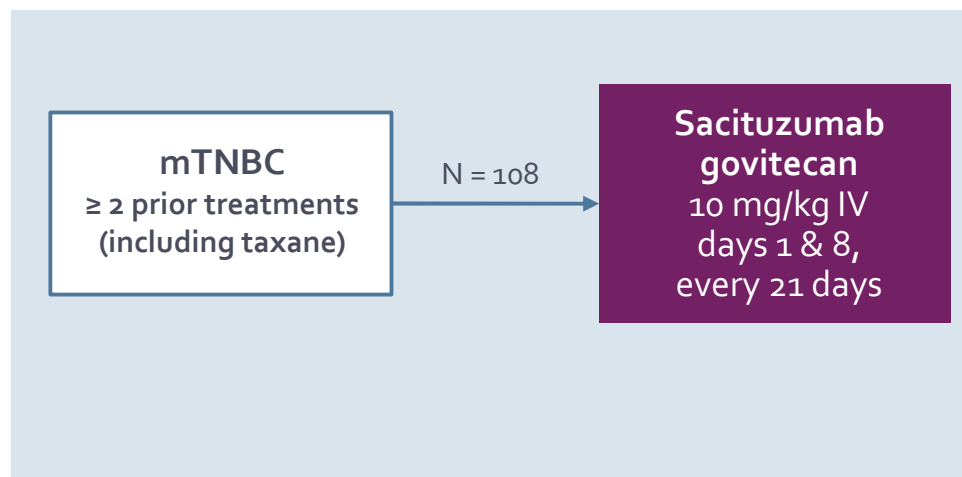 mTNBC
≥ 2 prior treatments
(including taxane)
N = 108
Sacituzumab
govitecan
10 mg/kg IV
days 1 & 8,
every 21 days